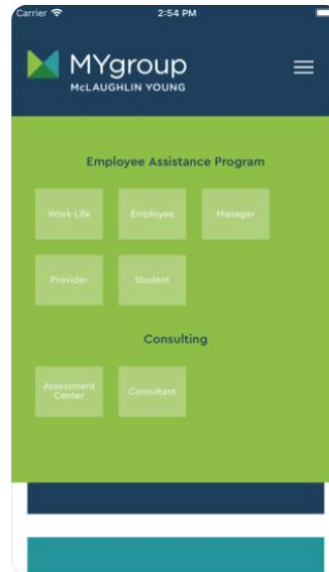 Carrier 2:54 PM
MYgroup
McLAUGHLIN YOUNG
Employee Assistance Program
Work-Life Employee Manager
Provider Student
Consulting
Assessment
Center
Consultant